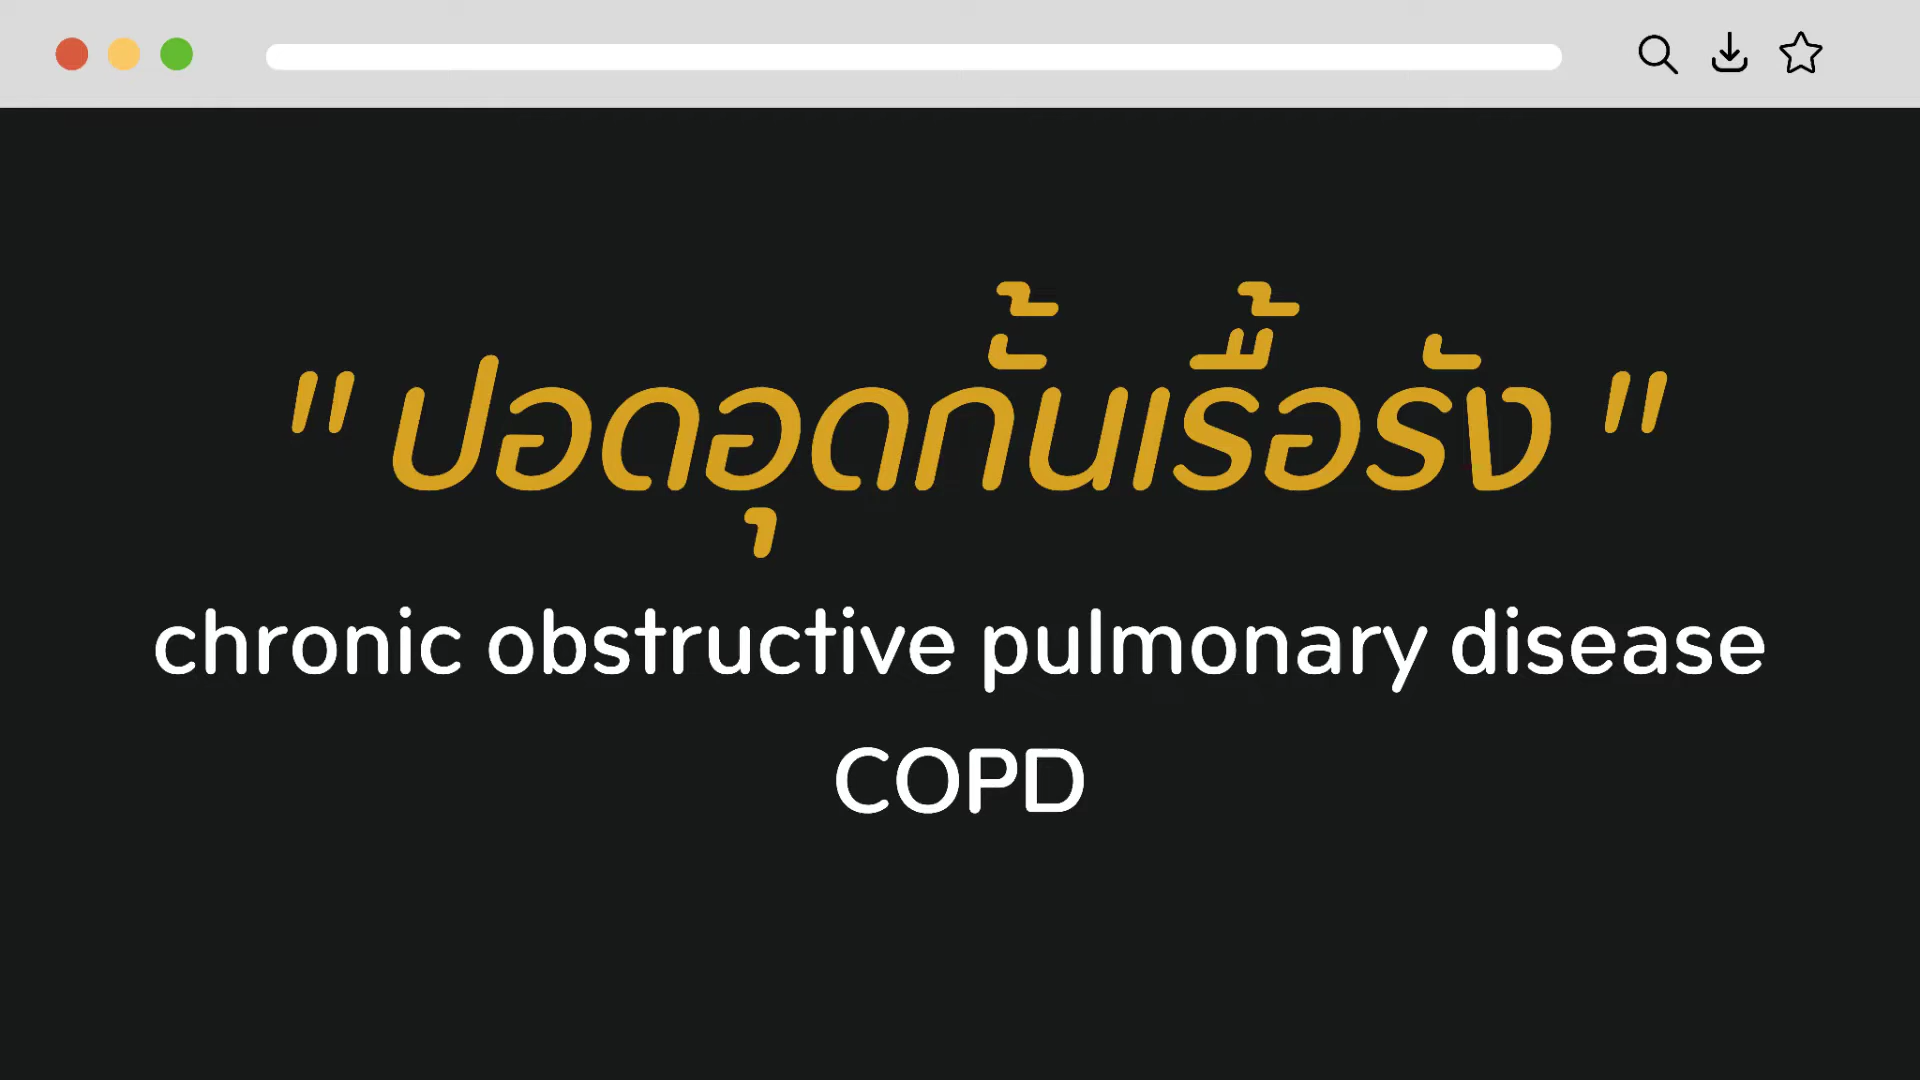 " ปอดอุดกั้นเรื้อรัง "
chronic obstructive pulmonary disease
COPD